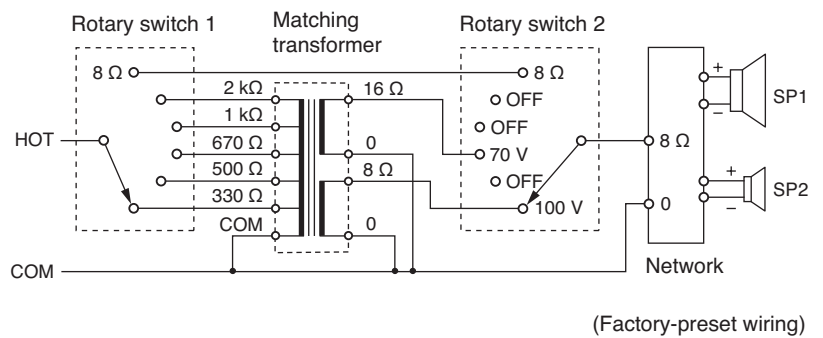 Rotary switch 1
Matching
transformer
Rotary switch 2
8 Ω
8 Ω
2 kΩ
16 Ω
OFF
1 kΩ
OFF
HOT
670 Ω
0
70 V
8 Ω
500 Ω
8 Ω
OFF
330 Ω
100 V
COM
0
0
COM
+
−
SP1
+
−
SP2
Network
(Factory-preset wiring)